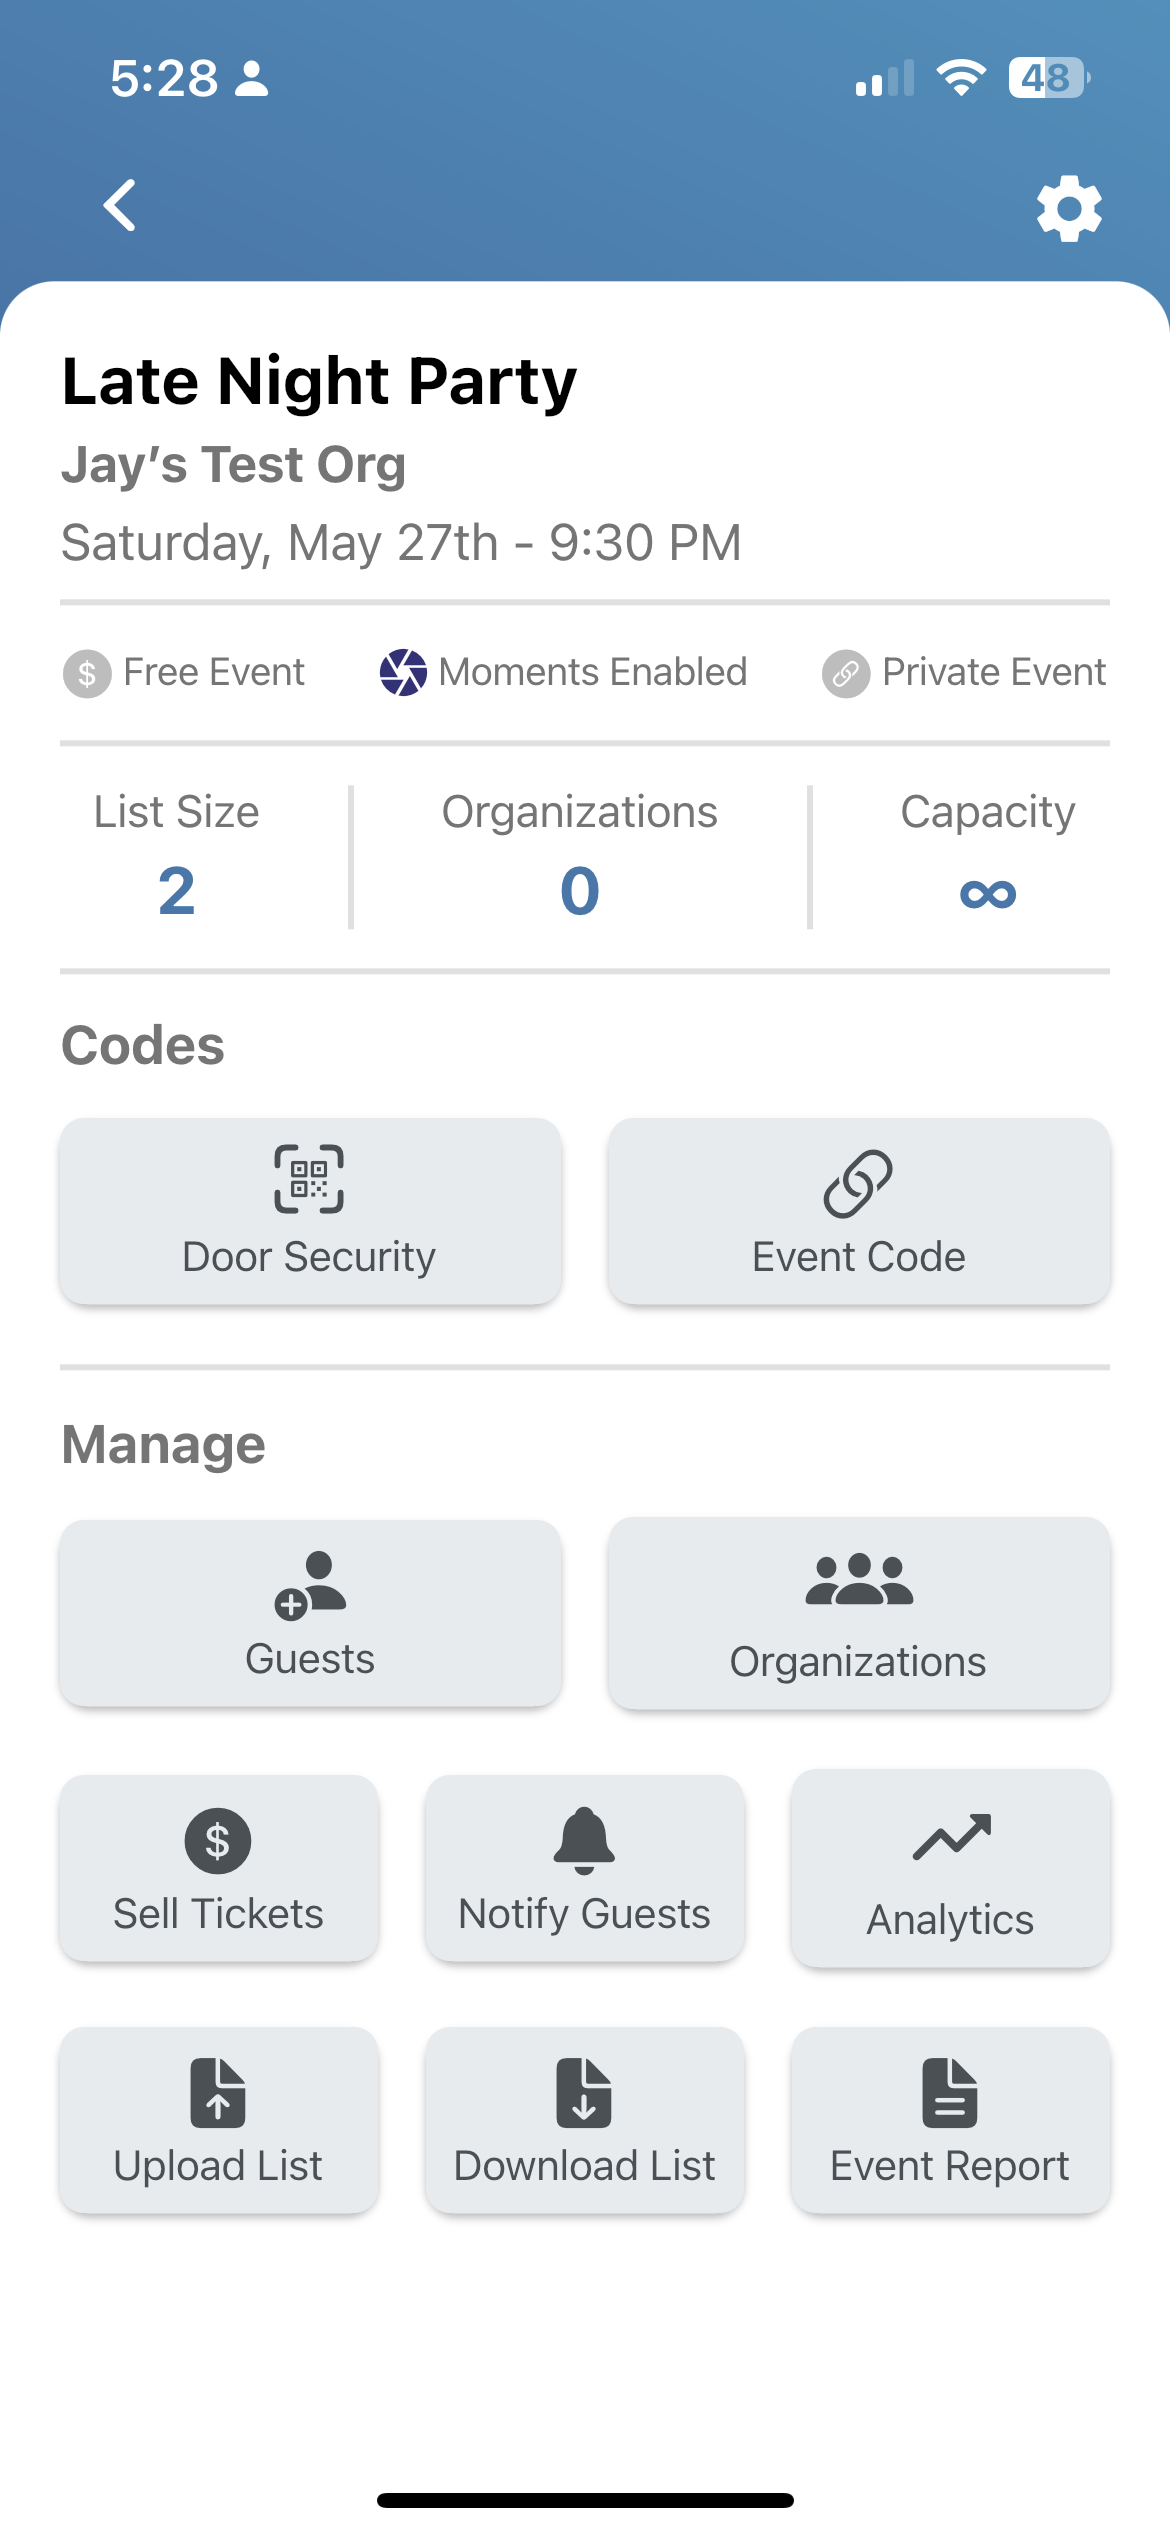 5:28
48
Late Night Party
Jay's Test Org
Saturday, May 27th - 9:30 PM
$ Free Event Moments Enabled Private Event
List Size Organizations Capacity
2 0 ∞
Codes
Door Security Event Code
Manage
Guests Organizations
$
Sell Tickets Notify Guests Analytics
Upload List Download List Event Report